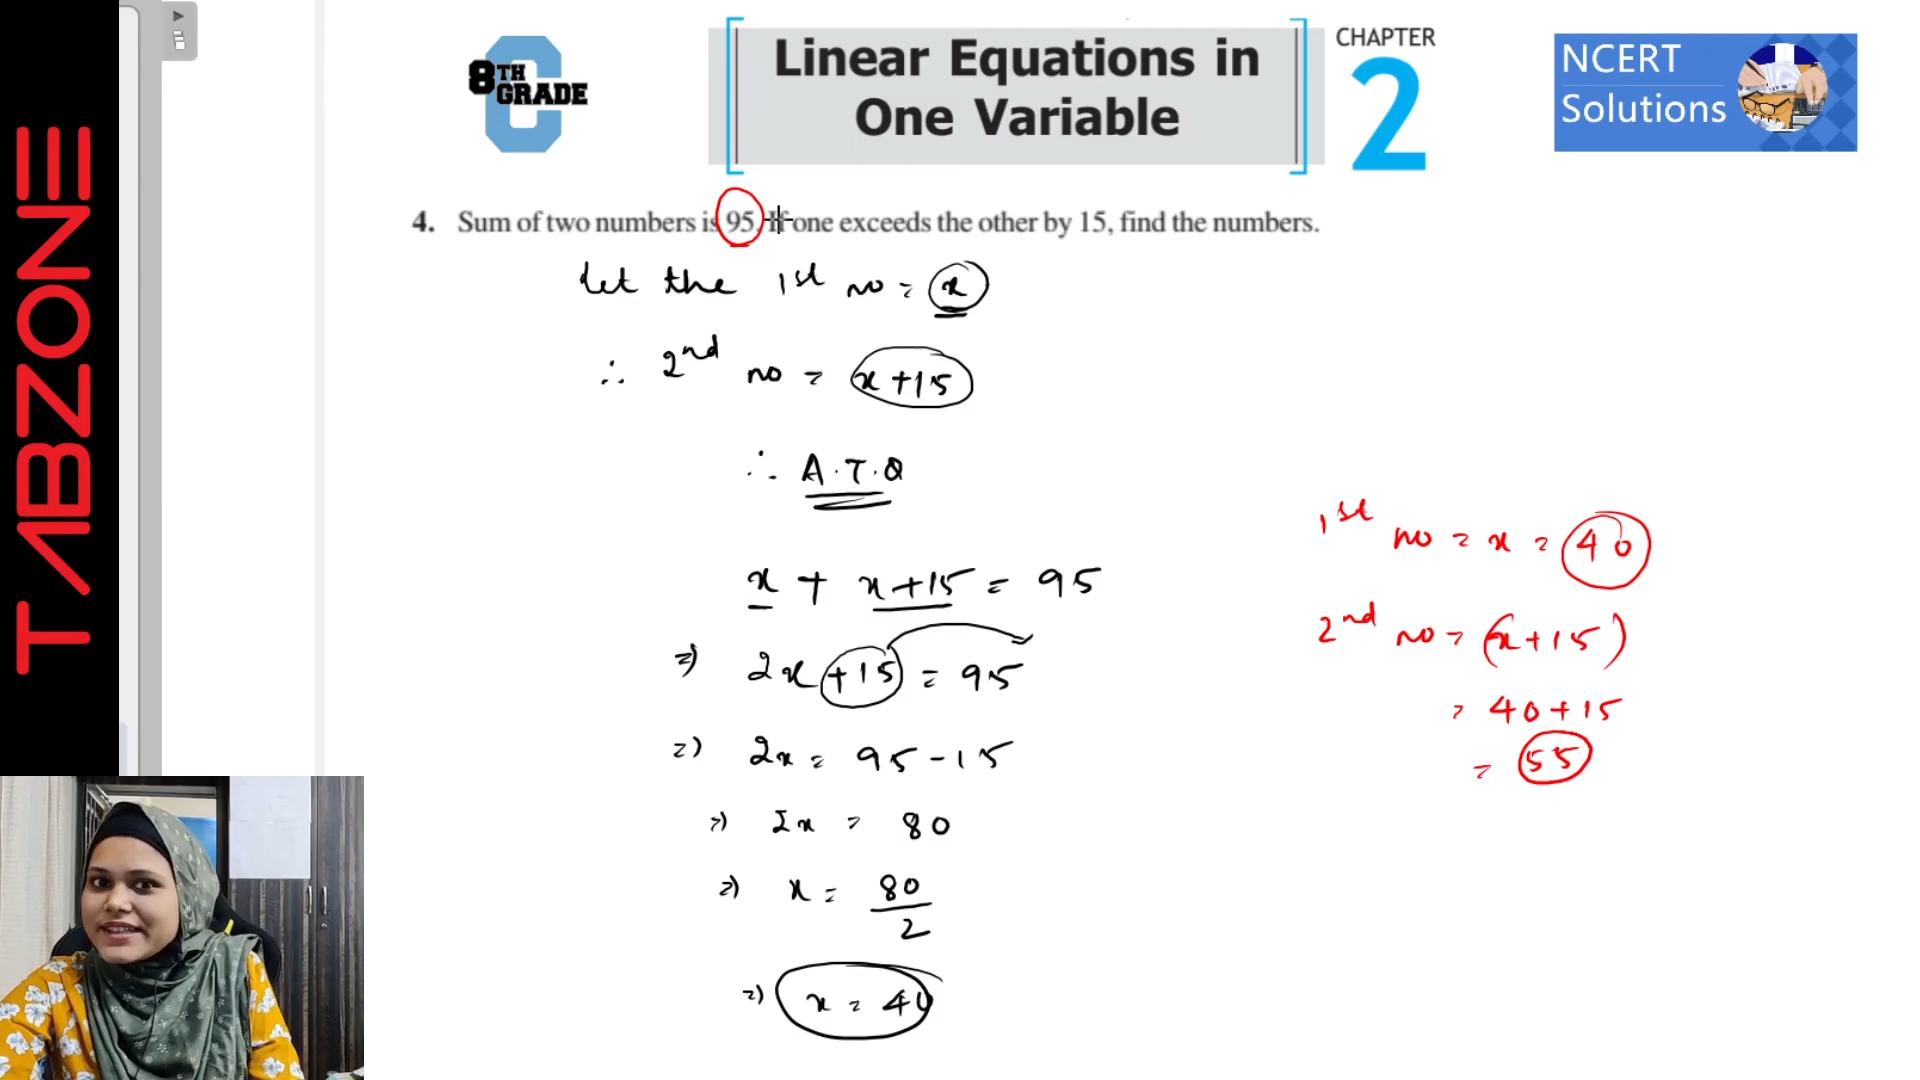 TABZONE
8TH
GRADE
Linear Equations in
One Variable
CHAPTER
2
NCERT
Solutions
4. Sum of two numbers is 95. If one exceeds the other by 15, find the numbers.
Let the 1st no = x
∴ 2nd no = x+15
∴ A.T.Q
x + x+15 = 95
⇒ 2x+15 = 95
⇒ 2x = 95-15
⇒ 2x = 80
⇒ x = 80/2
⇒ x = 40
1st no = x = 40
2nd no = (x+15)
= 40+15
= 55